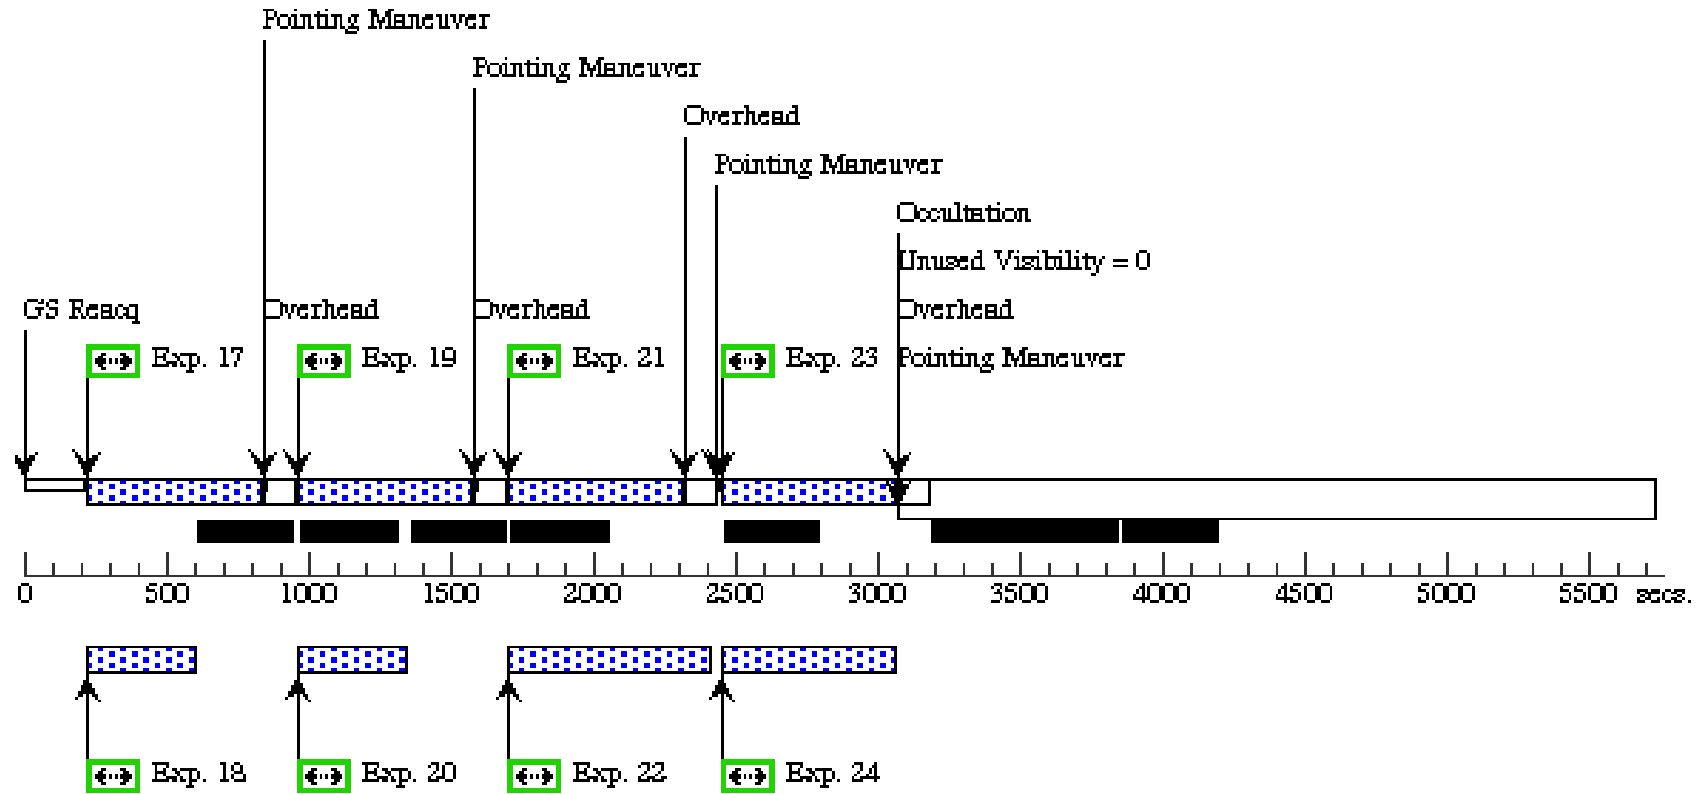 Pointing Maneuver
Pointing Maneuver
Overhead
Pointing Maneuver
Occultation
Unused Visibility = 0
GS Reacq
Overhead
Overhead
Overhead
Exp. 17
Exp. 19
Exp. 21
Exp. 23
Pointing Maneuver
0 500 1000 1500 2000 2500 3000 3500 4000 4500 5000 5500 secs.
Exp. 18
Exp. 20
Exp. 22
Exp. 24